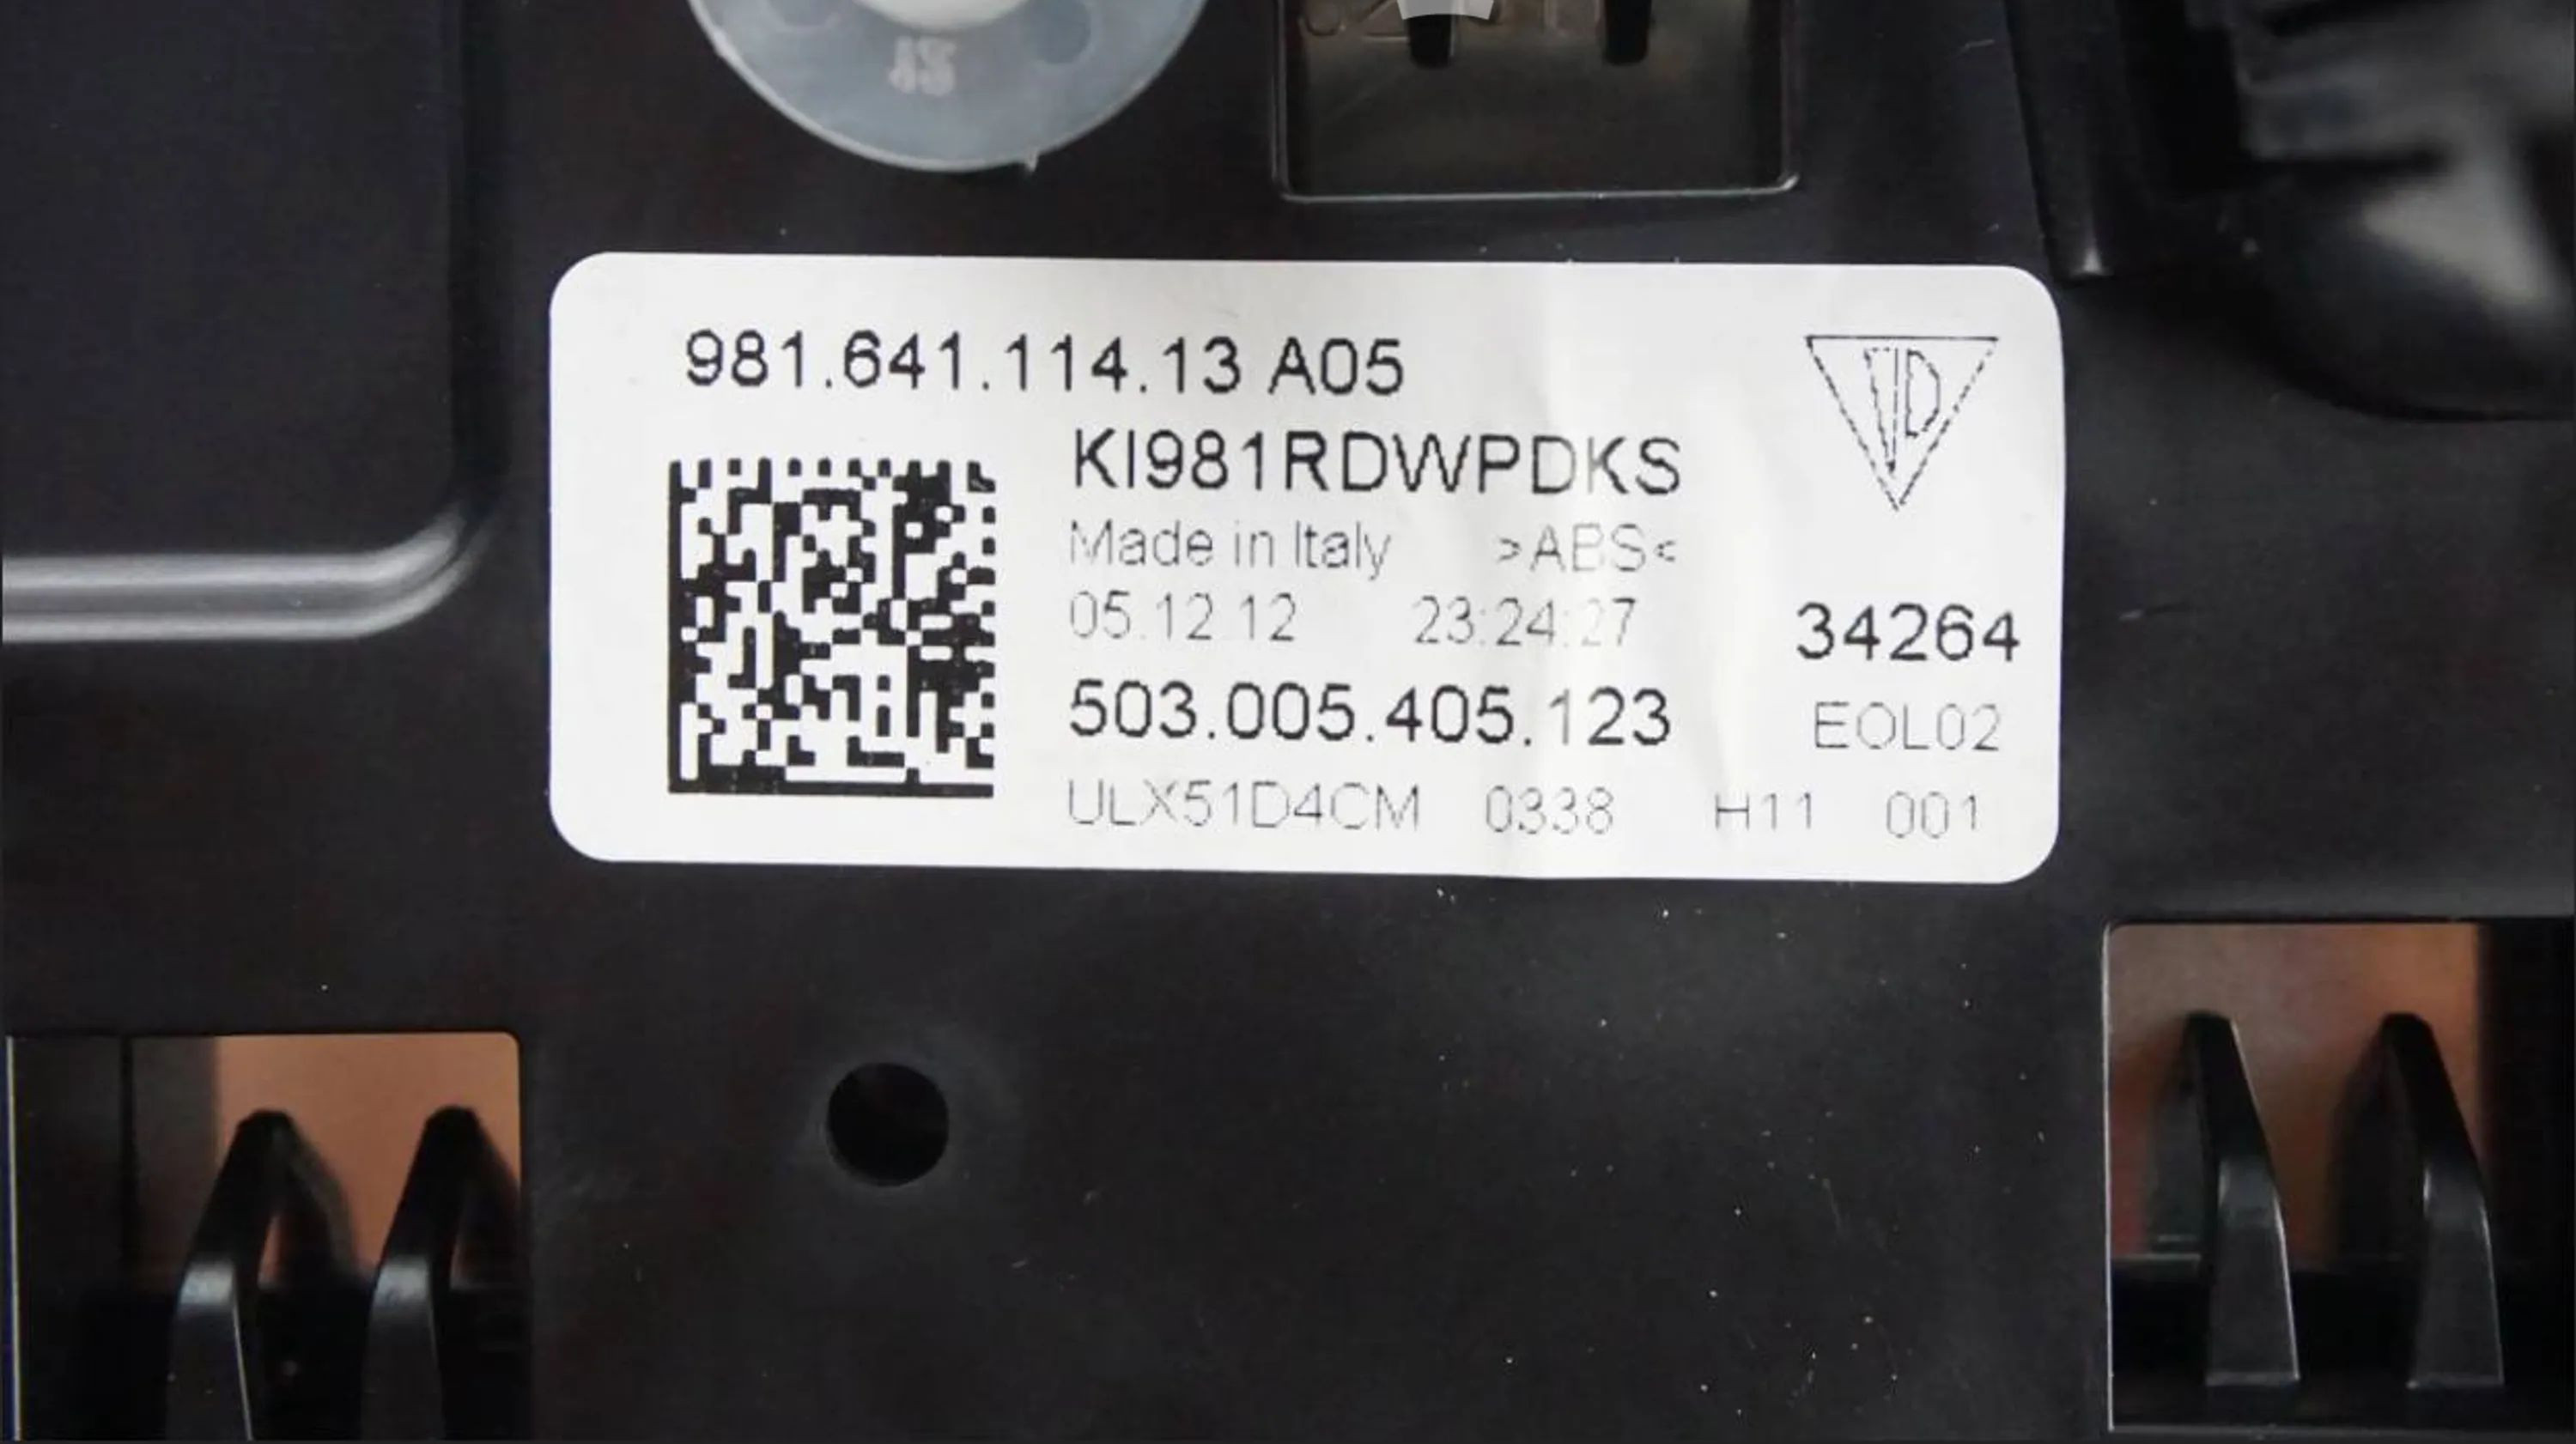 981.641.114.13 A05
KI981RDWPDKS
Made in Italy >ABS<
05.12.12 23:24:27
34264
503.005.405.123
EOL02
ULX51D4CM 0338 H11 001